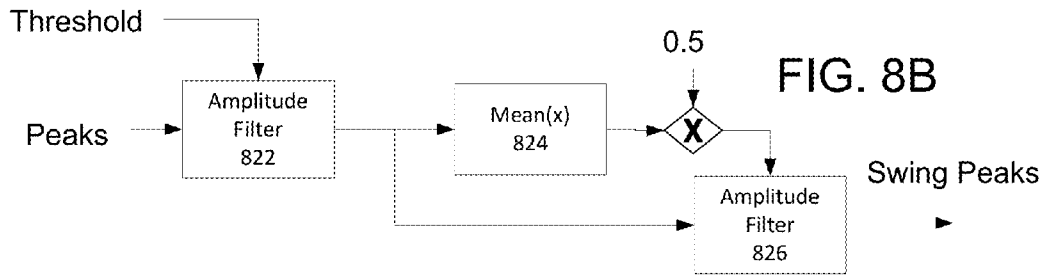 Threshold
0.5
FIG. 8B
Peaks
Amplitude
Filter
822
Mean(x)
824
X
Swing Peaks
Amplitude
Filter
826